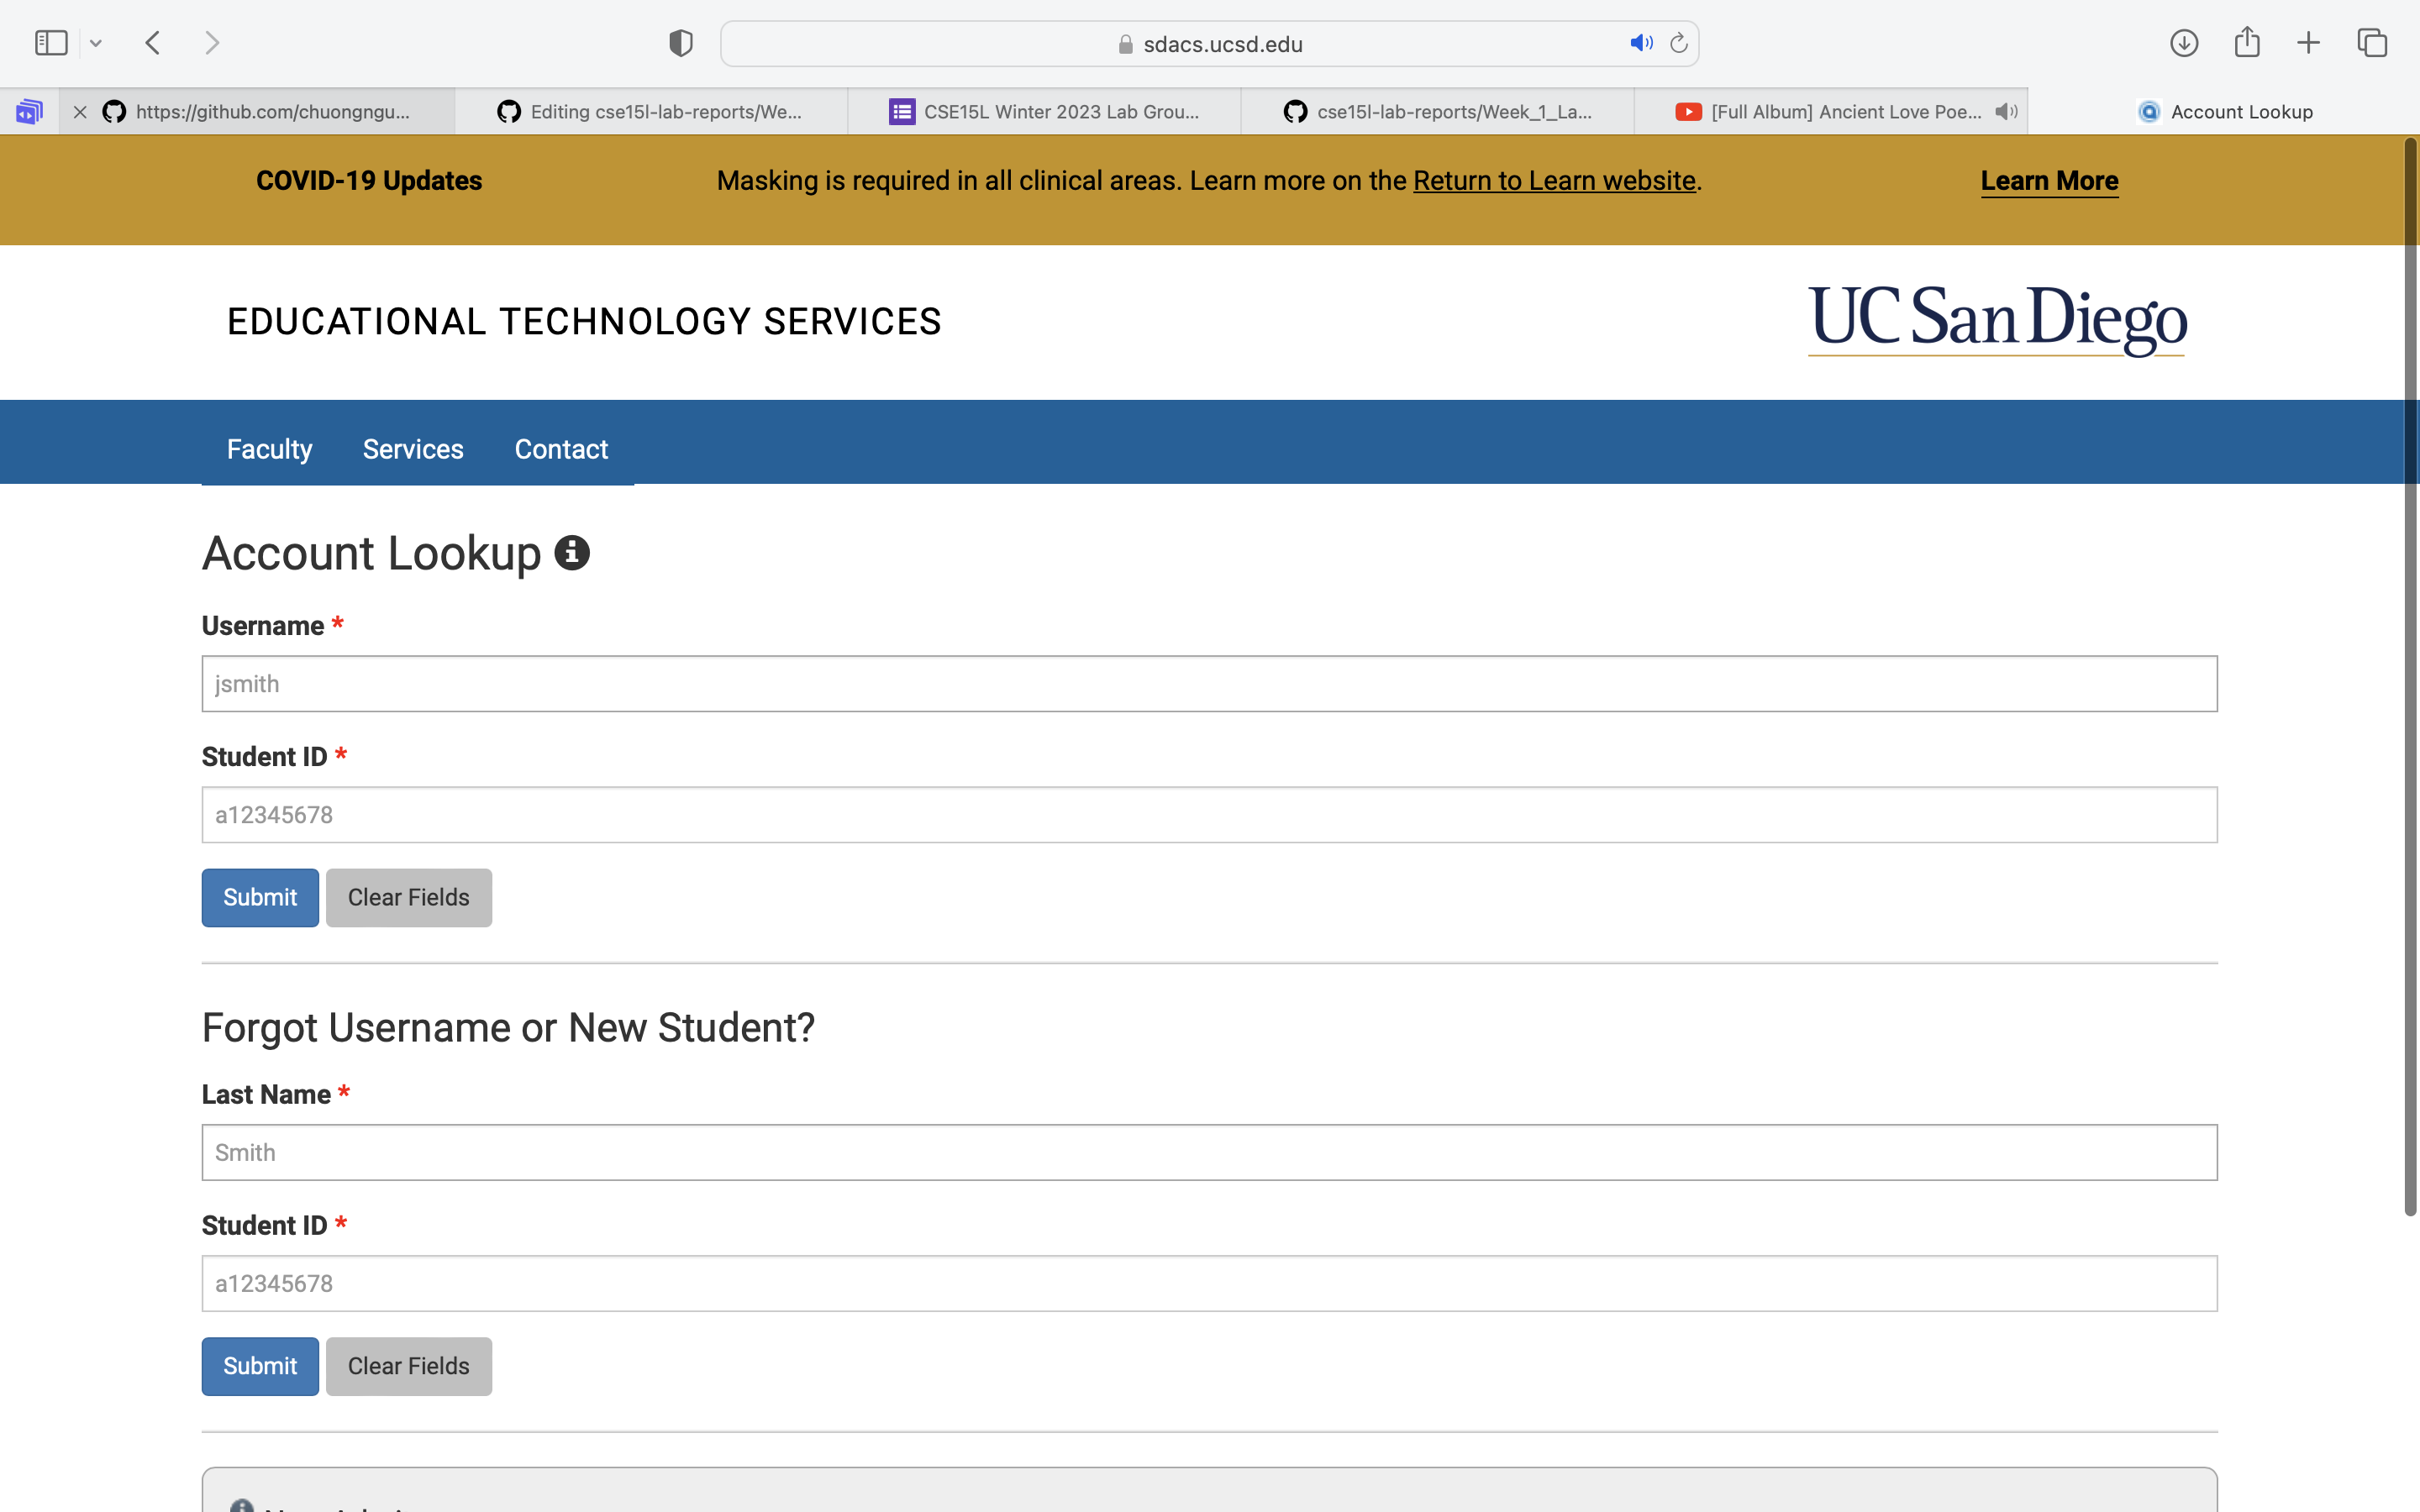 sdacs.ucsd.edu
https://github.com/chuongngu...
Editing cse15l-lab-reports/We...
CSE15L Winter 2023 Lab Grou...
cse15l-lab-reports/Week_1_La...
[Full Album] Ancient Love Poe...
Account Lookup
COVID-19 Updates
Masking is required in all clinical areas. Learn more on the Return to Learn website.
Learn More
EDUCATIONAL TECHNOLOGY SERVICES
UC San Diego
Faculty
Services
Contact
Account Lookup
Username *
jsmith
Student ID *
a12345678
Submit
Clear Fields
Forgot Username or New Student?
Last Name *
Smith
Student ID *
a12345678
Submit
Clear Fields